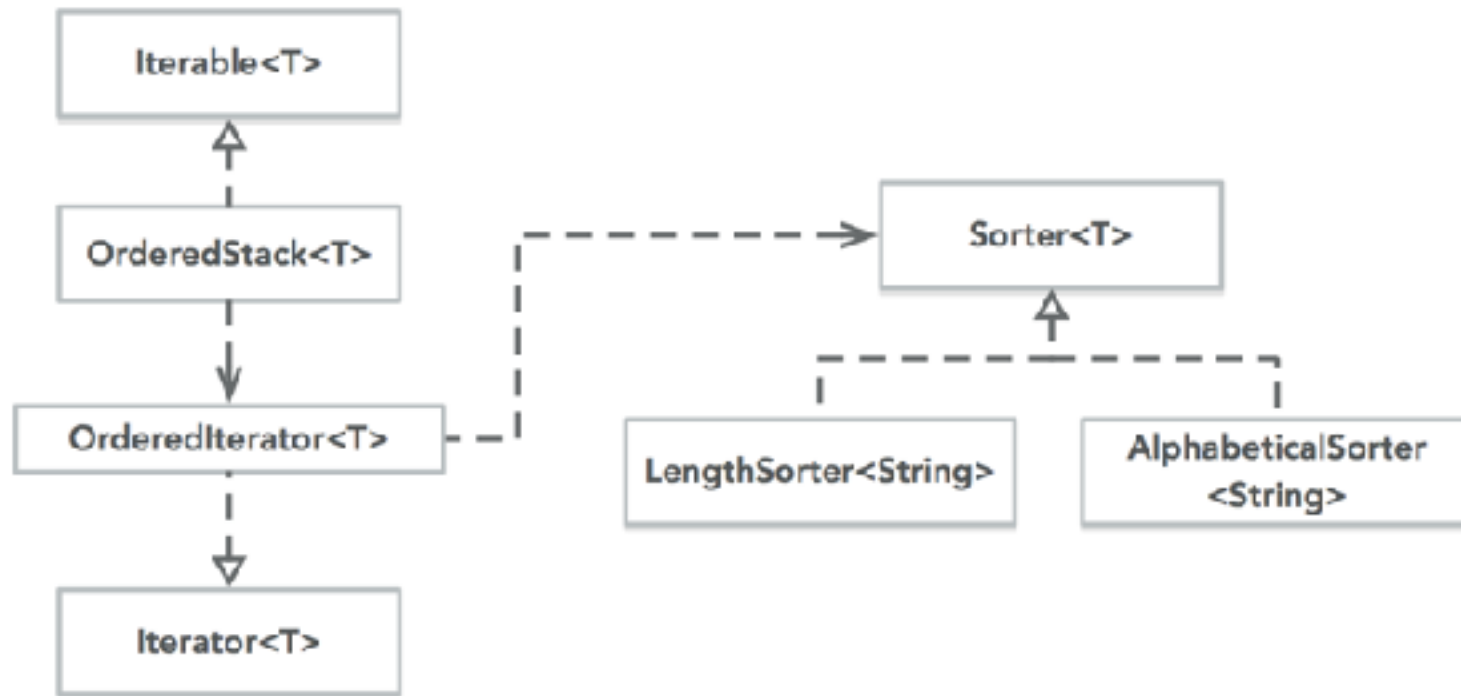 Iterable<T>
OrderedStack<T>
Sorter<T>
OrderedIterator<T>
LengthSorter<String>
AlphabeticalSorter
<String>
Iterator<T>